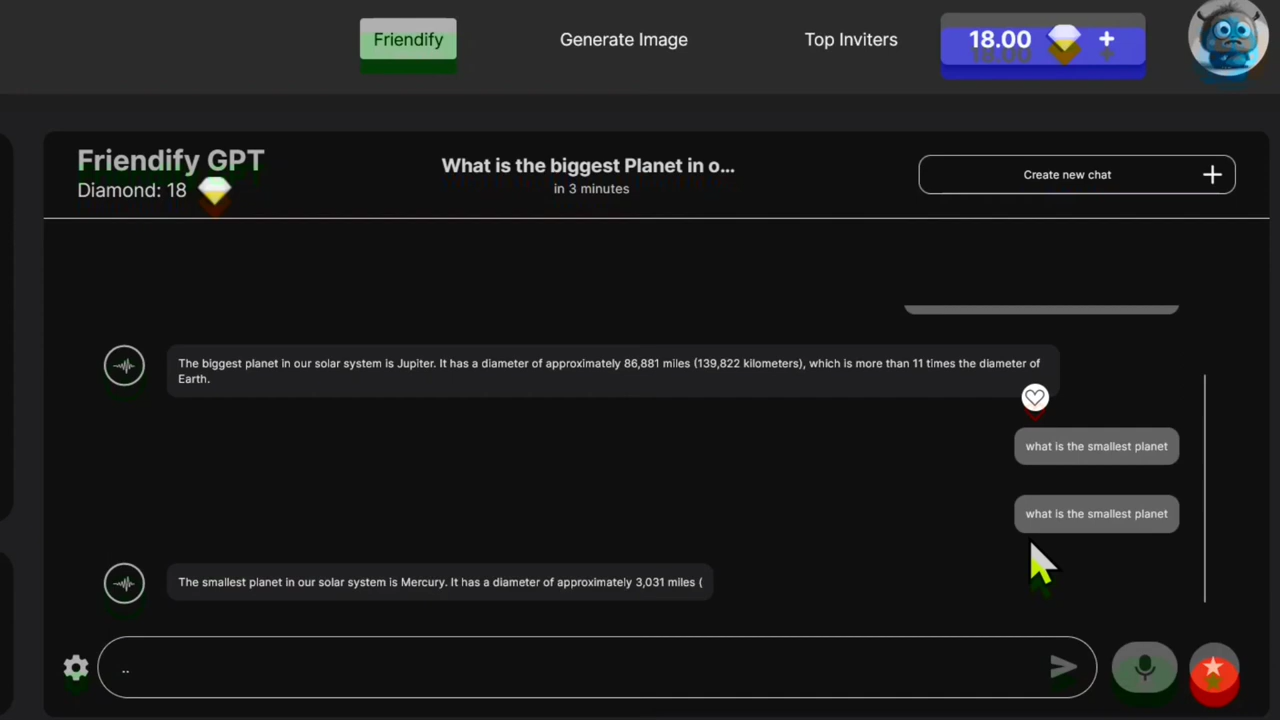 Friendify
Generate Image
Top Inviters
18.00 +
Friendify GPT
Diamond: 18
What is the biggest Planet in o...
in 3 minutes
Create new chat +
The biggest planet in our solar system is Jupiter. It has a diameter of approximately 86,881 miles (139,822 kilometers), which is more than 11 times the diameter of
Earth.
what is the smallest planet
what is the smallest planet
The smallest planet in our solar system is Mercury. It has a diameter of approximately 3,031 miles (
..